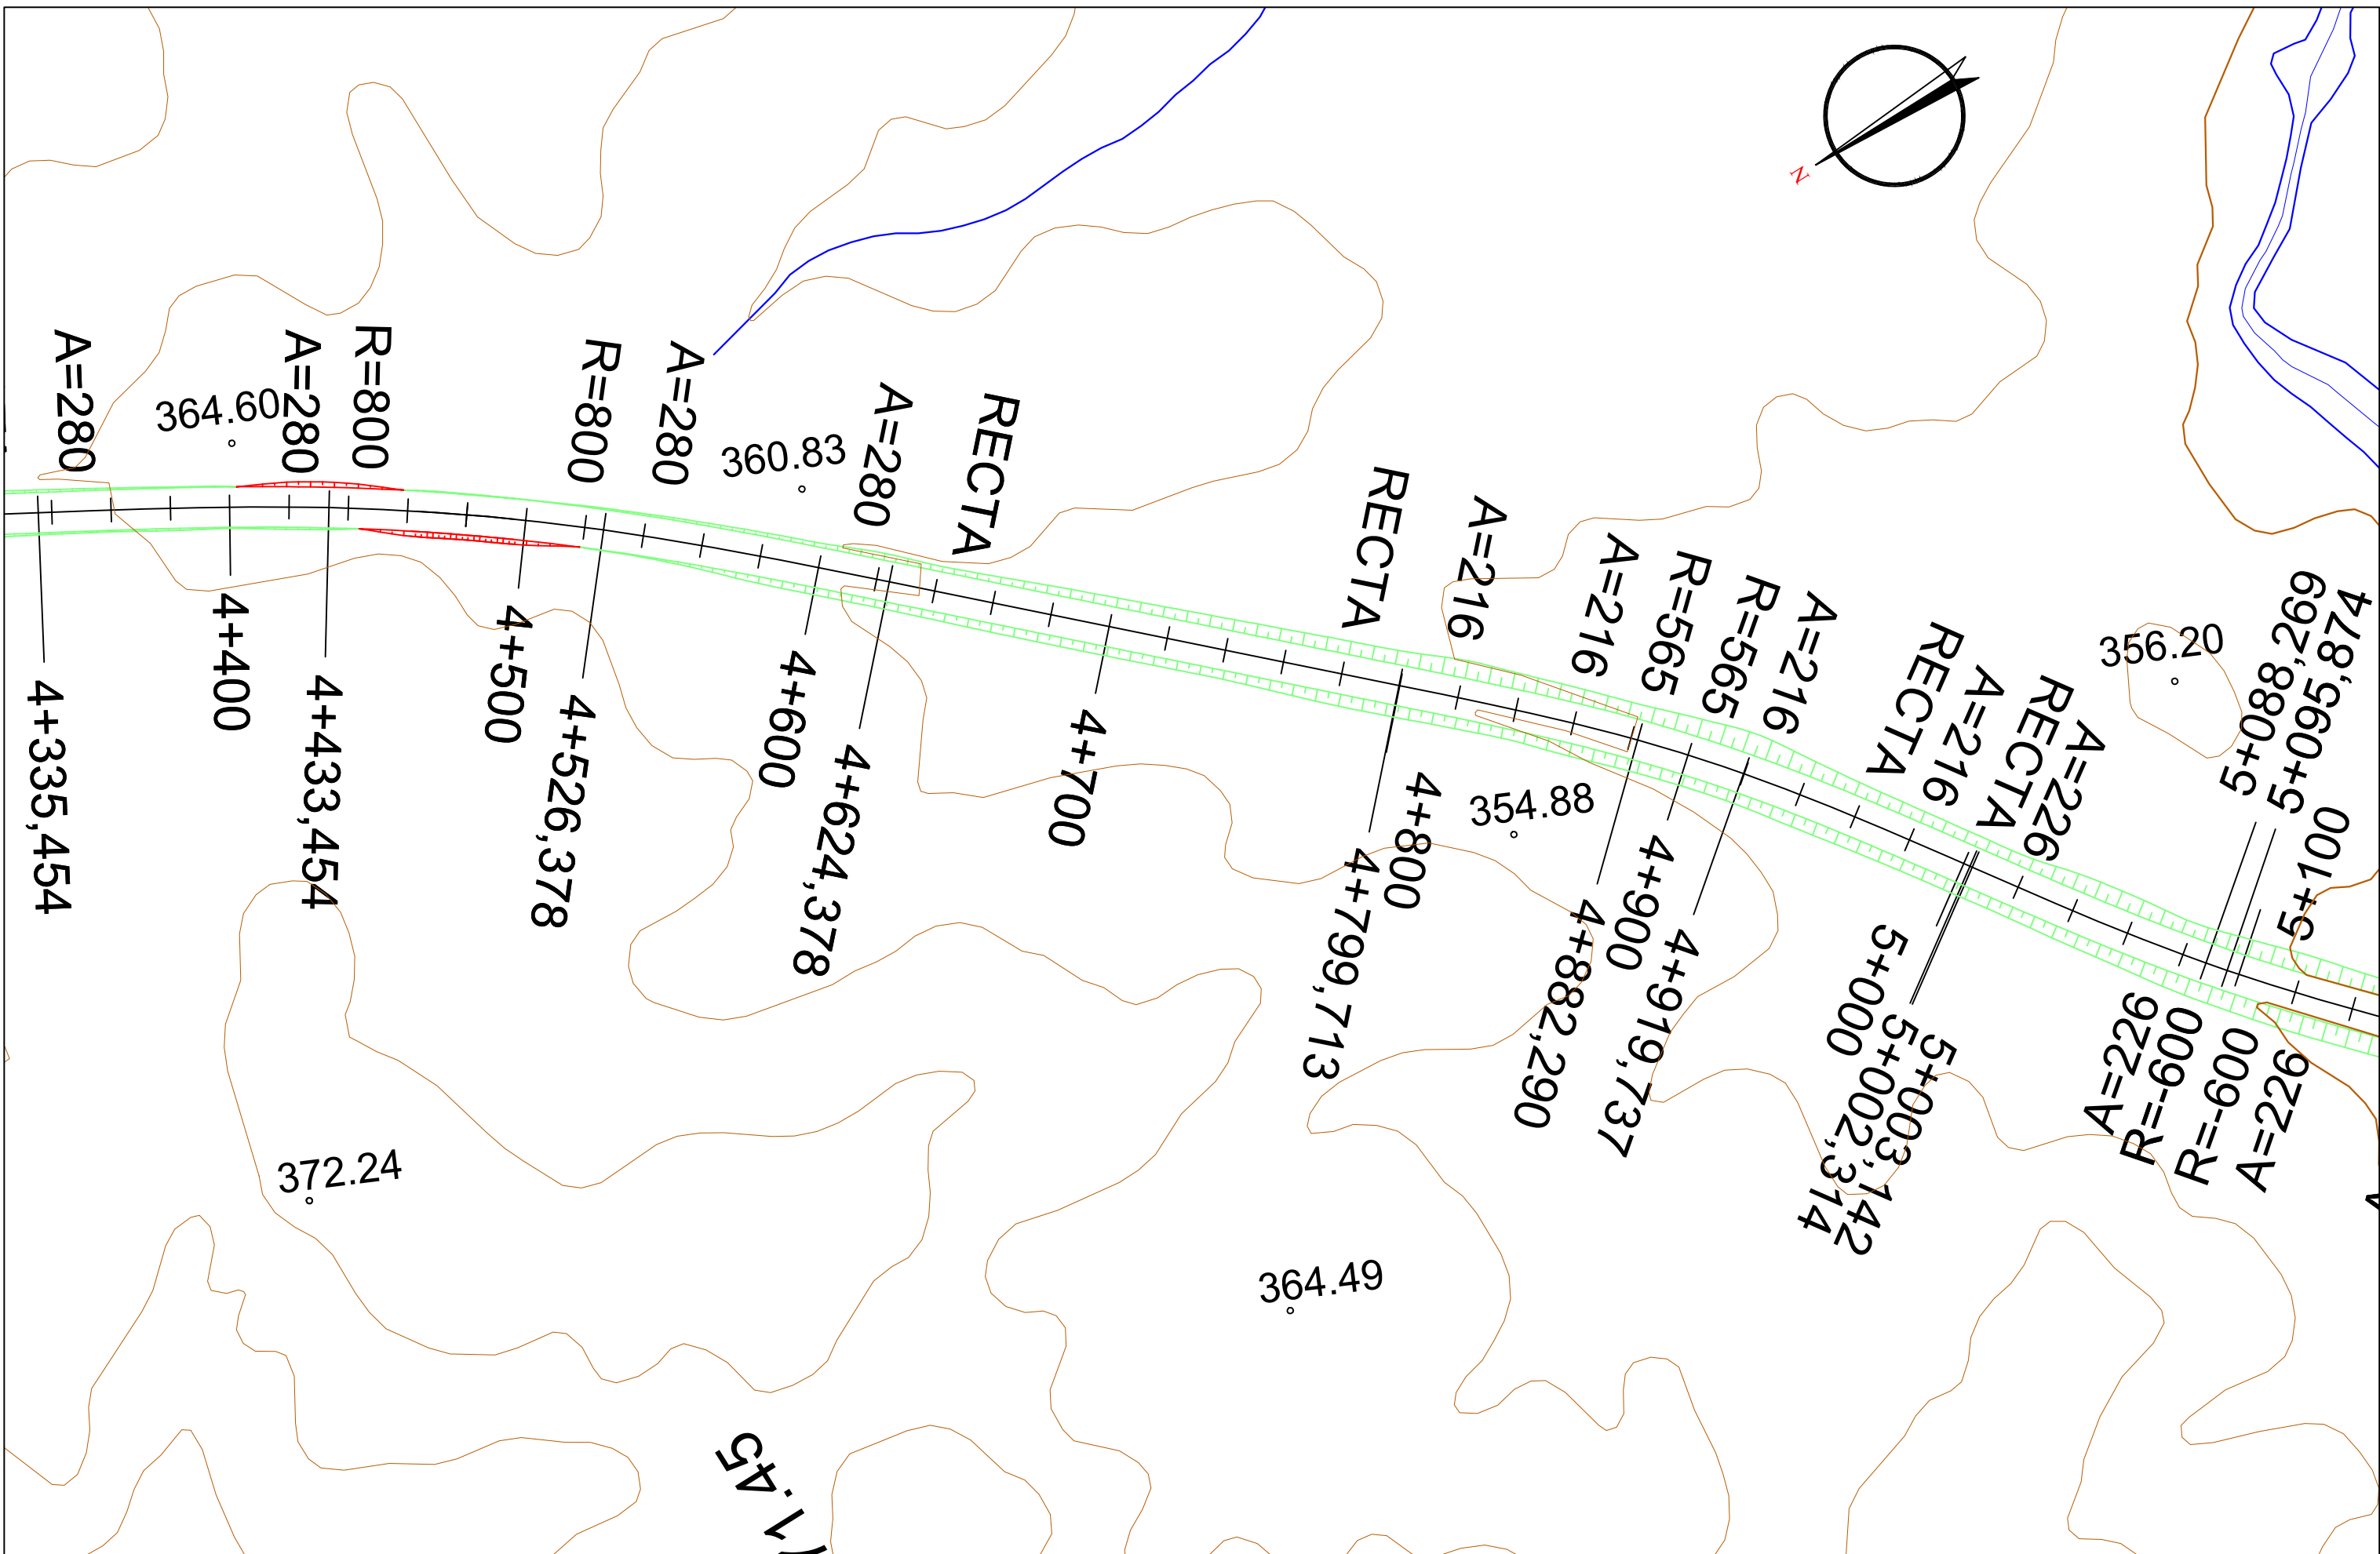 N
A=280
364.60
A=280
R=800
R=800
A=280
360.83
A=280
RECTA
RECTA
A=216
A=216
R=565
R=565
A=216
RECTA
A=216
RECTA
A=226
356.20
5+088,269
5+095,874
5+100
4+335,454
4+400
4+433,454
4+500
4+526,378
4+600
4+624,378
4+700
4+799,713
4+800
354.88
4+882,290
4+900
4+919,737
5+000
5+002,314
5+003,142
A=226
R=-600
R=-600
A=226
372.24
364.49